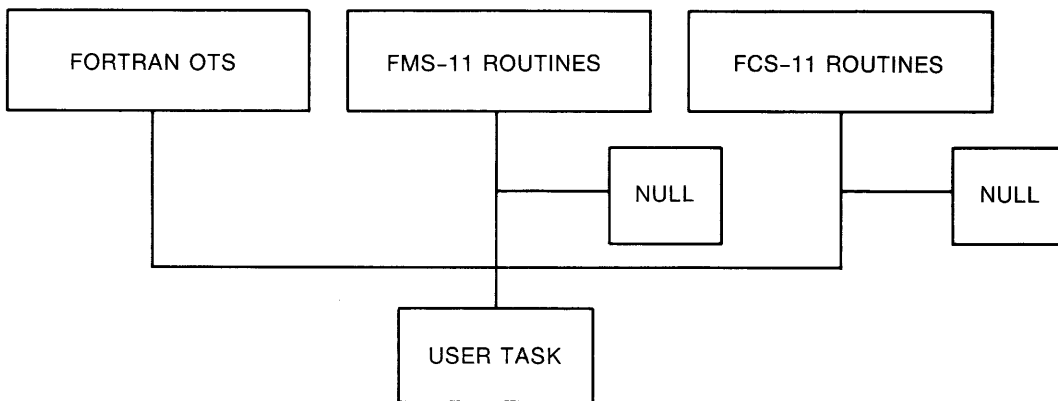 FORTRAN OTS
FMS-11 ROUTINES
FCS-11 ROUTINES
NULL
NULL
USER TASK